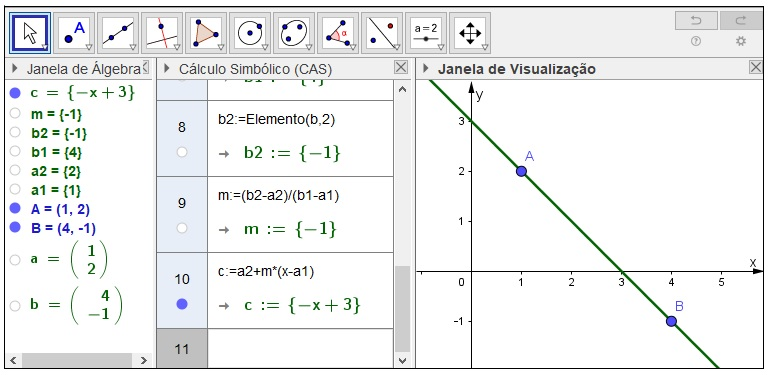 A
α
a=2
Janela de Álgebra
c = {-x + 3}
m = {-1}
b2 = {-1}
b1 = {4}
a2 = {2}
a1 = {1}
A = (1, 2)
B = (4, -1)
a = ( 1
2 )
b = ( 4
-1 )
Cálculo Simbólico (CAS)
8
b2:=Elemento(b,2)
→ b2 := {−1}
9
m:=(b2-a2)/(b1-a1)
→ m := {−1}
10
c:=a2+m*(x-a1)
→ c := {−x + 3}
11
Janela de Visualização
y
3
A
2
1
x
0 1 2 3 4 5
B
-1